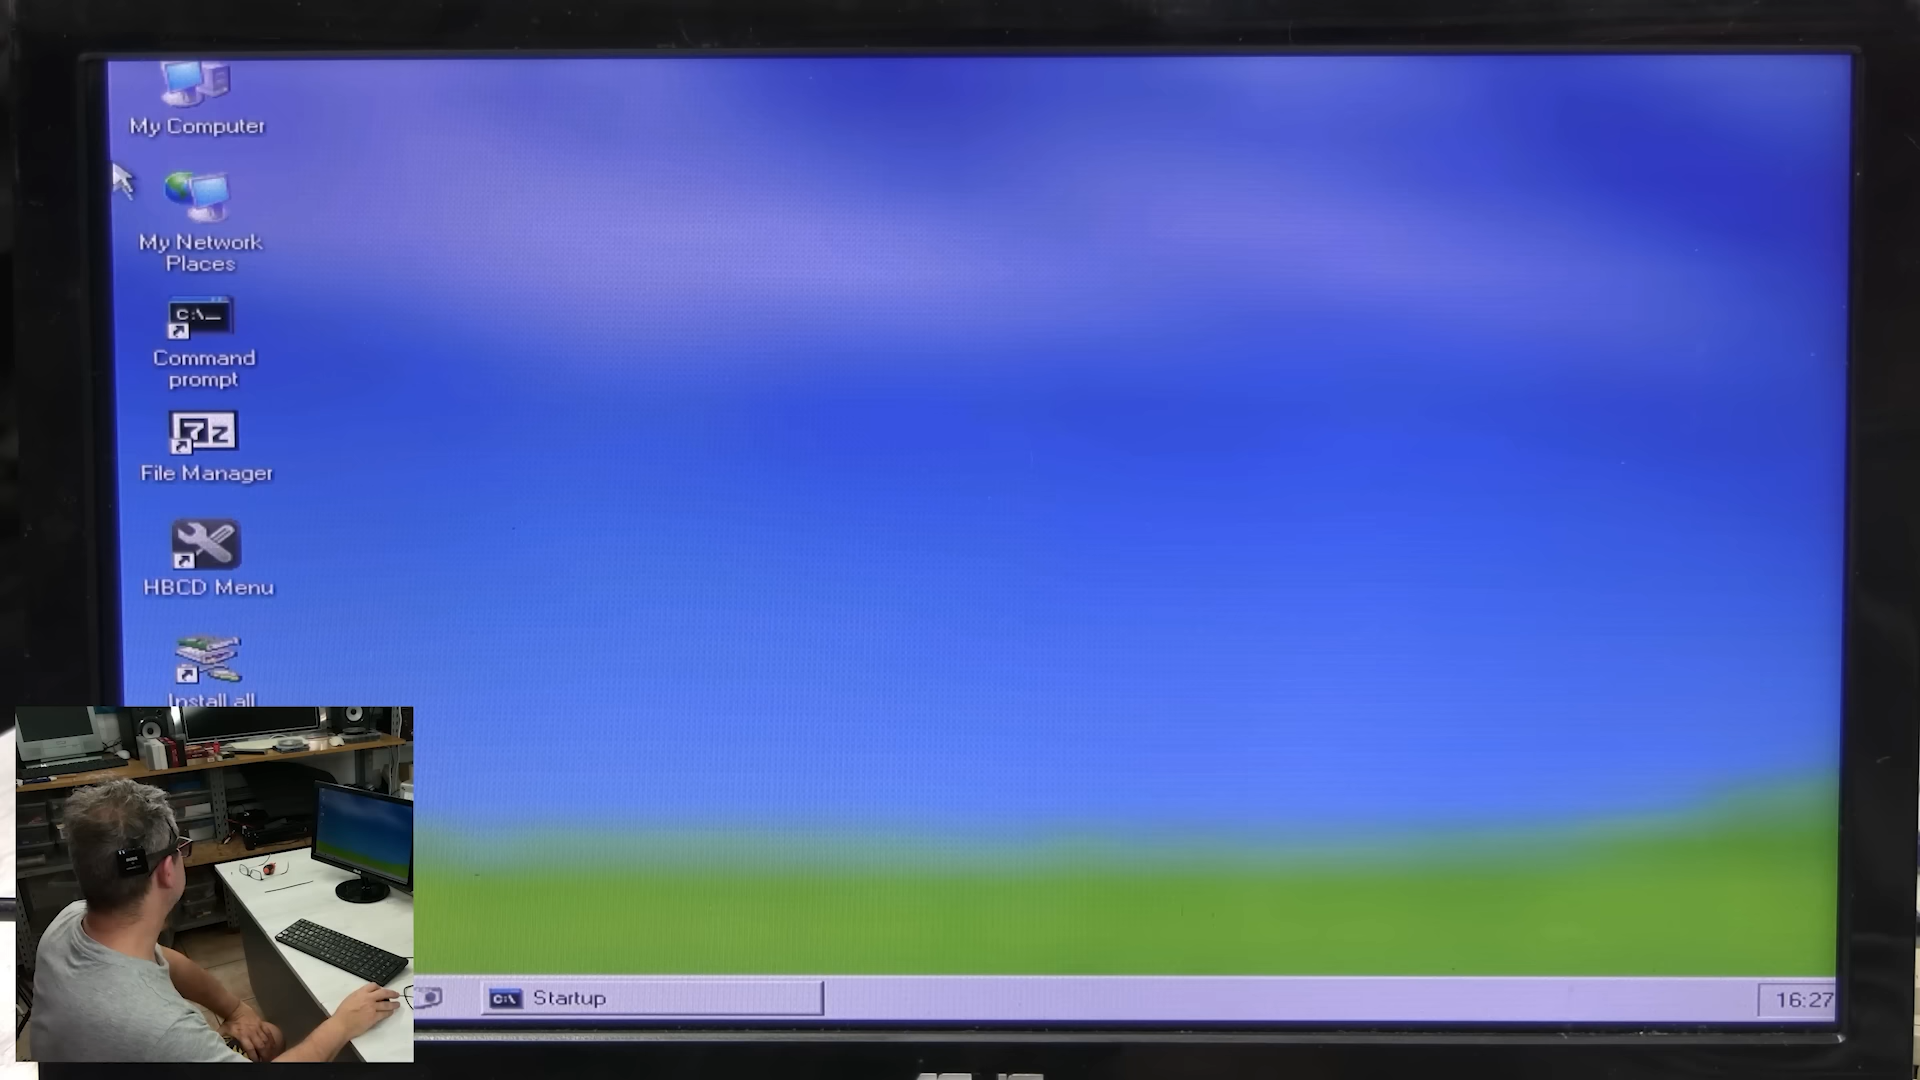 My Computer
My Network
Places
C:\_
Command
prompt
7z
File Manager
HBCD Menu
Install all
C:\
Startup
16:27